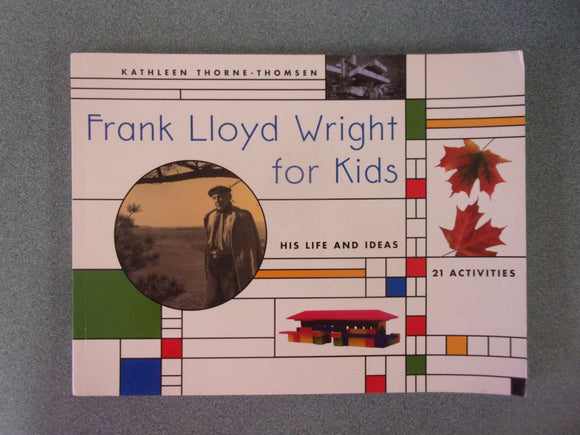 KATHLEEN THORNE-THOMSEN
Frank Lloyd Wright
for Kids
HIS LIFE AND IDEAS
21 ACTIVITIES